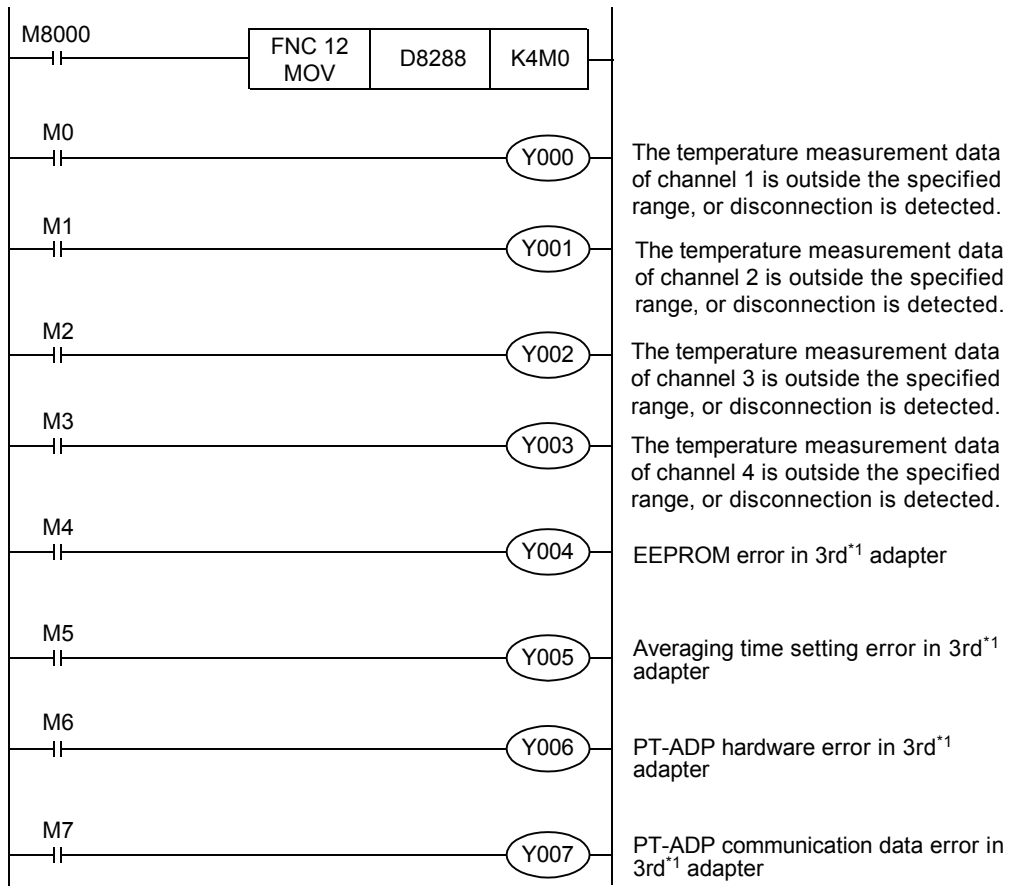 M8000
FNC 12
MOV
D8288
K4M0
M0
Y000
The temperature measurement data
of channel 1 is outside the specified
range, or disconnection is detected.
M1
Y001
The temperature measurement data
of channel 2 is outside the specified
range, or disconnection is detected.
M2
Y002
The temperature measurement data
of channel 3 is outside the specified
range, or disconnection is detected.
M3
Y003
The temperature measurement data
of channel 4 is outside the specified
range, or disconnection is detected.
M4
Y004
EEPROM error in 3rd*1 adapter
M5
Y005
Averaging time setting error in 3rd*1
adapter
M6
Y006
PT-ADP hardware error in 3rd*1
adapter
M7
Y007
PT-ADP communication data error in
3rd*1 adapter